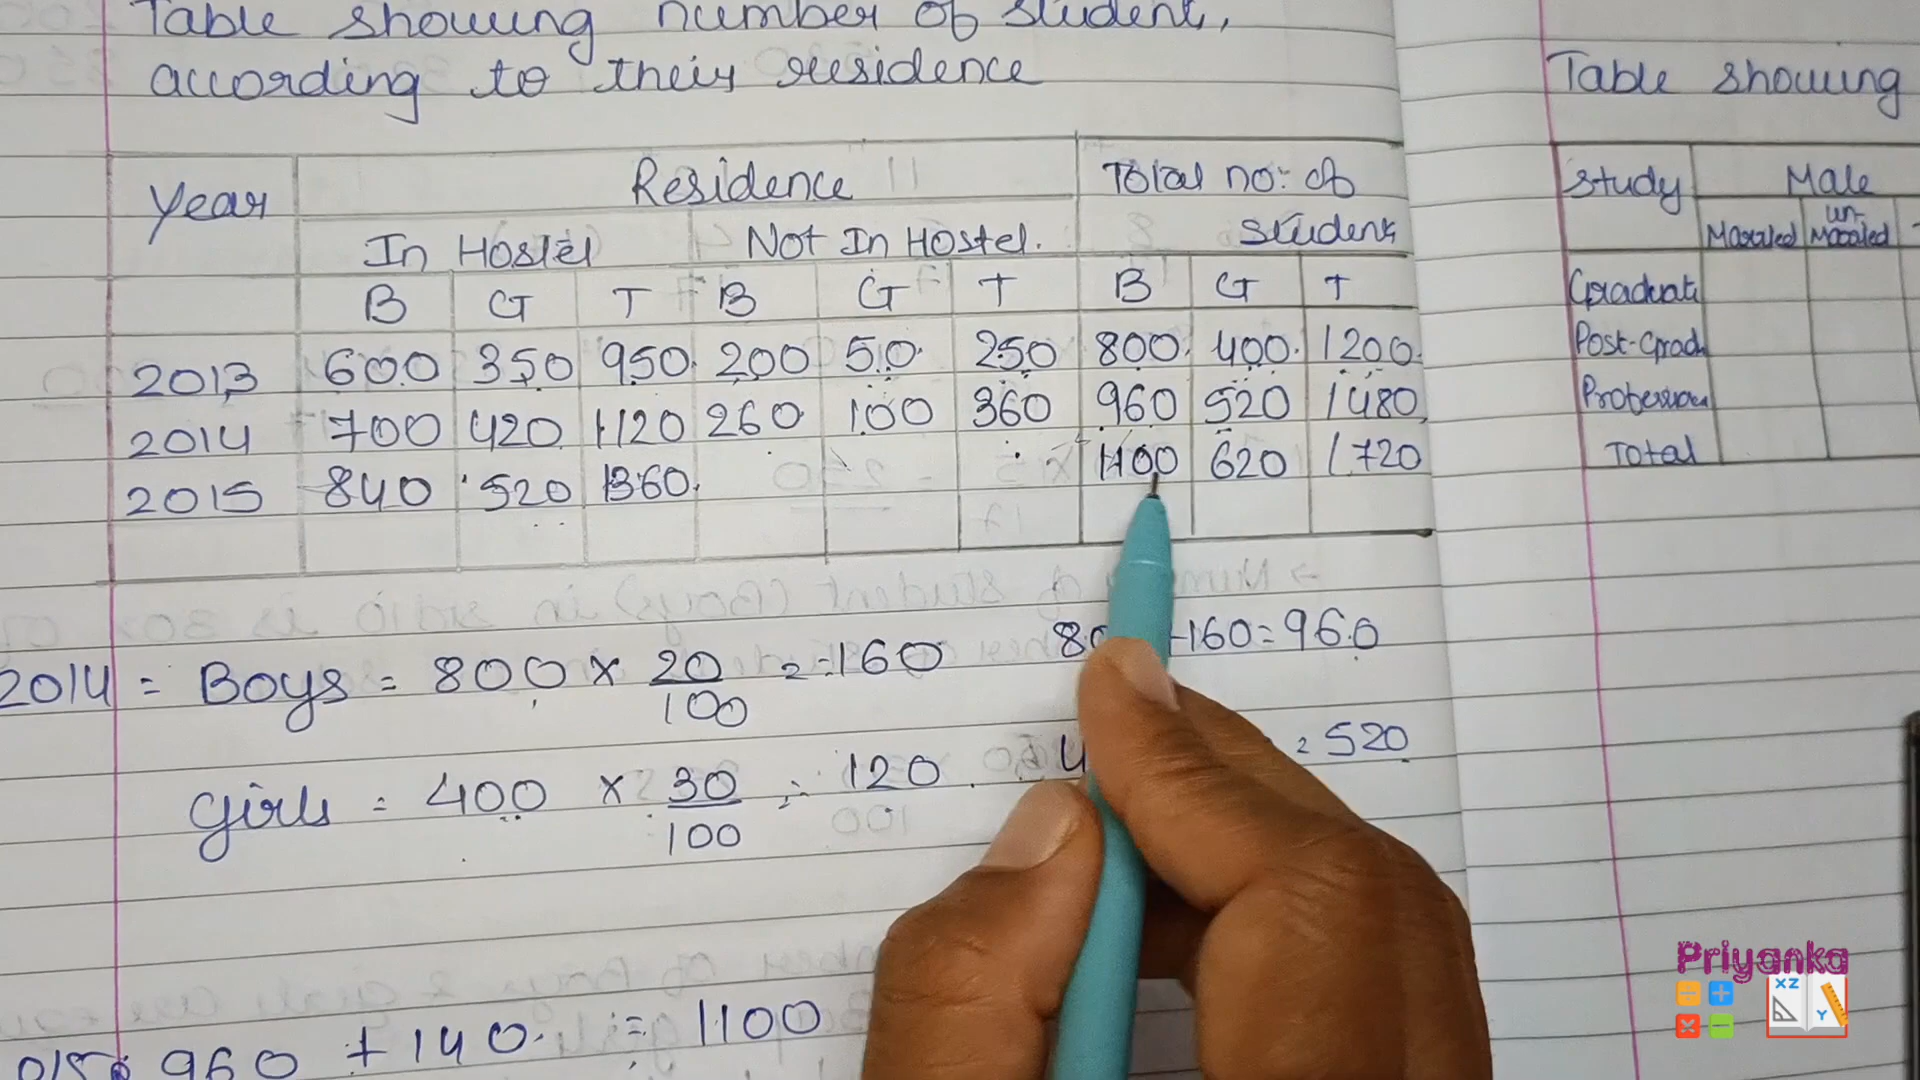 Table showing number of student,
according to their residence
Year Residence Total no: of
Student
In Hostel Not In Hostel.
B G T B G T B G T
2013 600 350 950 200 50 250 800 400 1200
2014 700 420 1120 260 100 360 960 520 1480
2015 840 520 1360 1100 620 1720
2014 = Boys = 800 × 20/100 = 160 160 = 960
Girls = 400 × 30/100 = 120 = 520
960 + 140 = 1100
Table showing
Study Male
Married un-Married
Graduate
Post-Grad
Total
Priyanka
XZ
Y